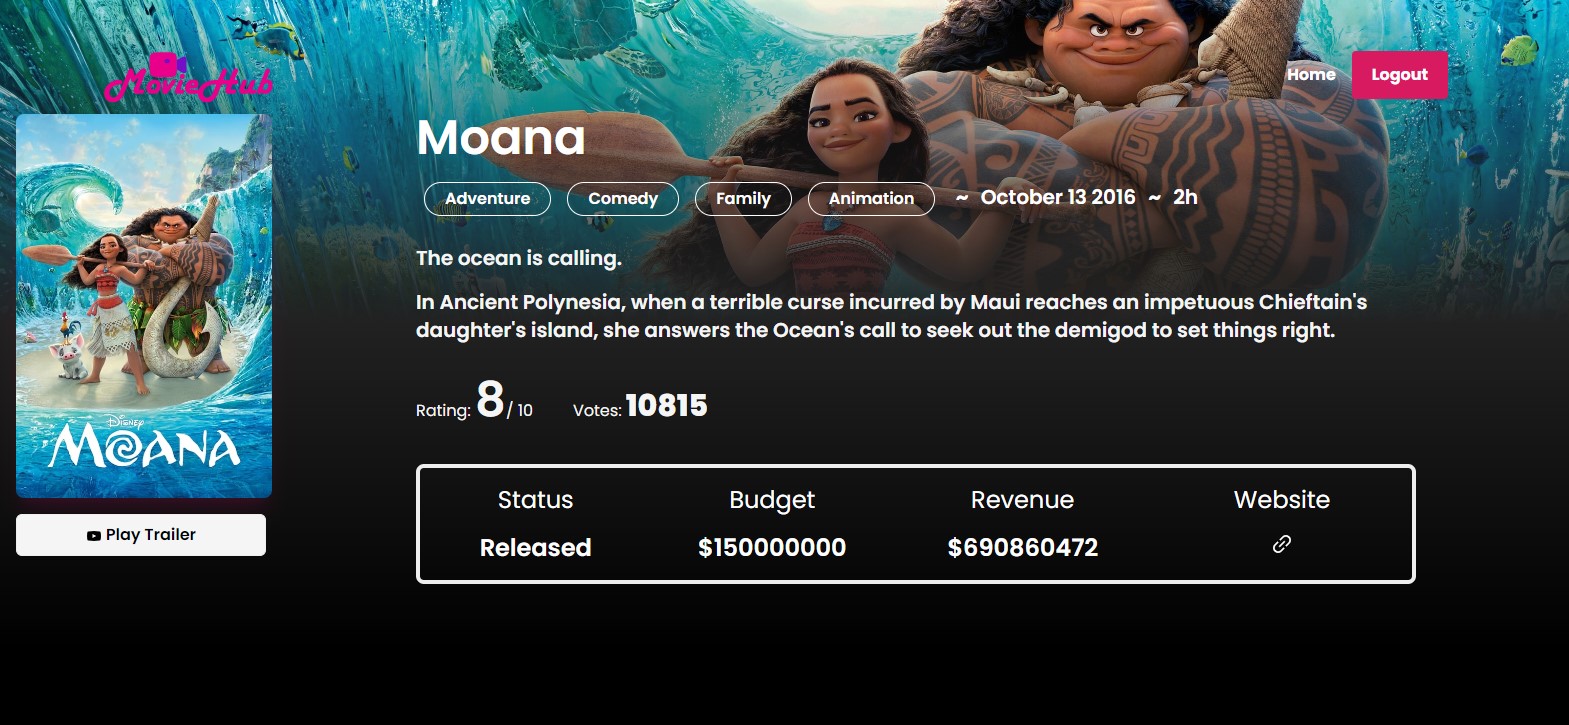 MovieHub
Home
Logout
Moana
Adventure Comedy Family Animation ~ October 13 2016 ~ 2h
The ocean is calling.
In Ancient Polynesia, when a terrible curse incurred by Maui reaches an impetuous Chieftain's
daughter's island, she answers the Ocean's call to seek out the demigod to set things right.
Rating: 8/ 10 Votes: 10815
Status Budget Revenue Website
Released $150000000 $690860472
DISNEY
MOANA
Play Trailer